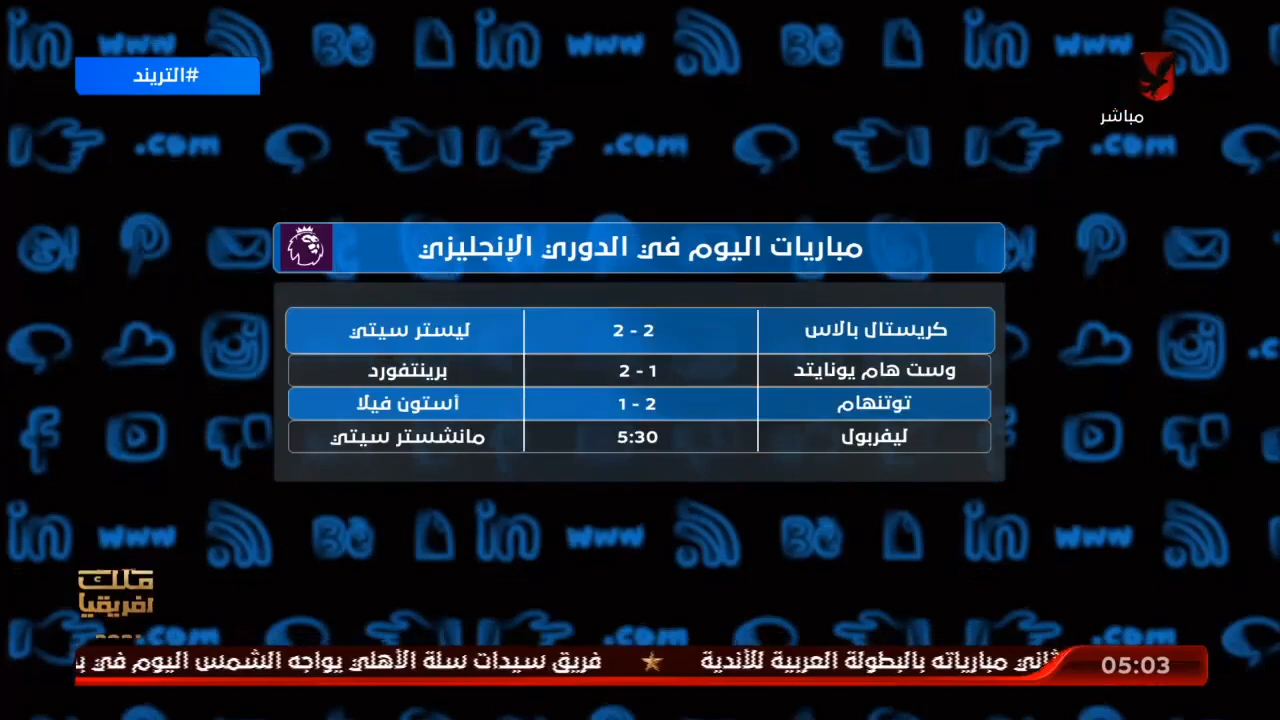 #التريند
مباشر
مباريات اليوم في الدوري الإنجليزي
كريستال بالاس 2 - 2 ليستر سيتي
وست هام يونايتد 1 - 2 برينتفورد
توتنهام 2 - 1 أستون فيلا
ليفربول 5:30 مانشستر سيتي
ملك
افريقيا
05:03 مبارياته بالبطولة العربية للأندية ★ فريق سيدات سلة الأهلي يواجه الشمس اليوم في